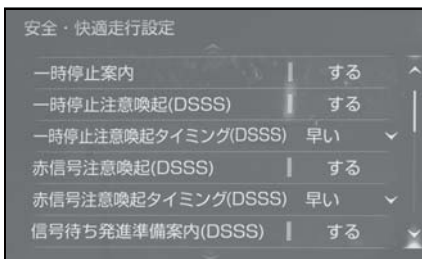 安全・快適走行設定
一時停止案内 する
一時停止注意喚起(DSSS) する
一時停止注意喚起タイミング(DSSS) 早い
赤信号注意喚起(DSSS) する
赤信号注意喚起タイミング(DSSS) 早い
信号待ち発進準備案内(DSSS) する